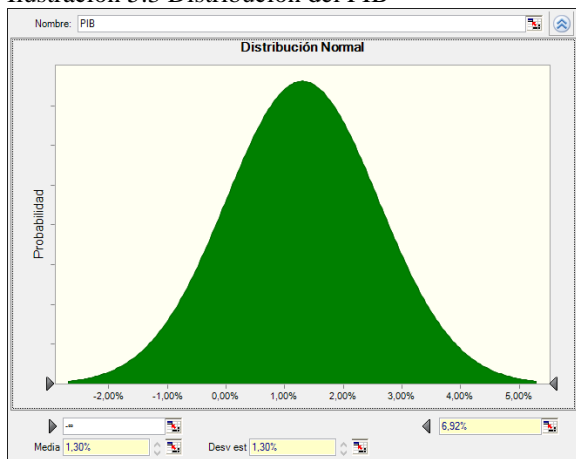 Ilustración 5.5 Distribución del PIB
Nombre: PIB
Distribución Normal
Probabilidad
-2,00% -1,00% 0,00% 1,00% 2,00% 3,00% 4,00% 5,00%
-∞ 6,92%
Media 1,30% Desv est 1,30%